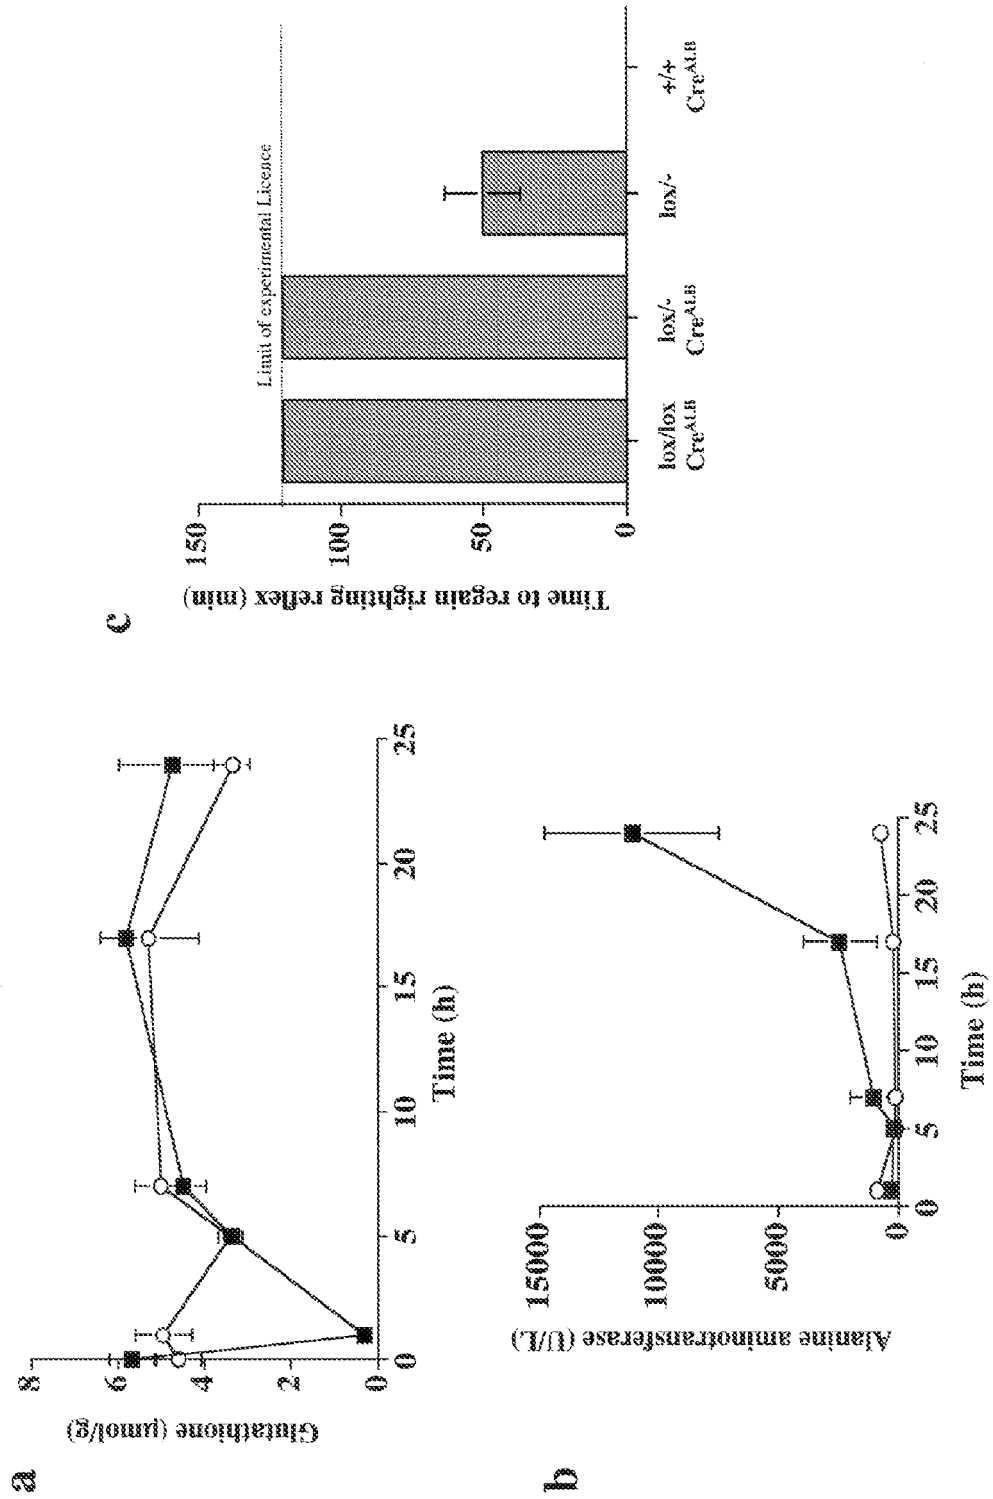 a
Glutathione (μmol/g)
8
6
4
2
0
0
5
10
15
20
25
Time (h)
b
Alanine aminotransferase (U/L)
15000
10000
5000
0
0
5
10
15
20
25
Time (h)
c
Time to regain righting reflex (min)
150
100
50
0
Limit of experimental Licence
lox/lox
Cre^ALB
lox/-
Cre^ALB
lox/-
+/+
Cre^ALB